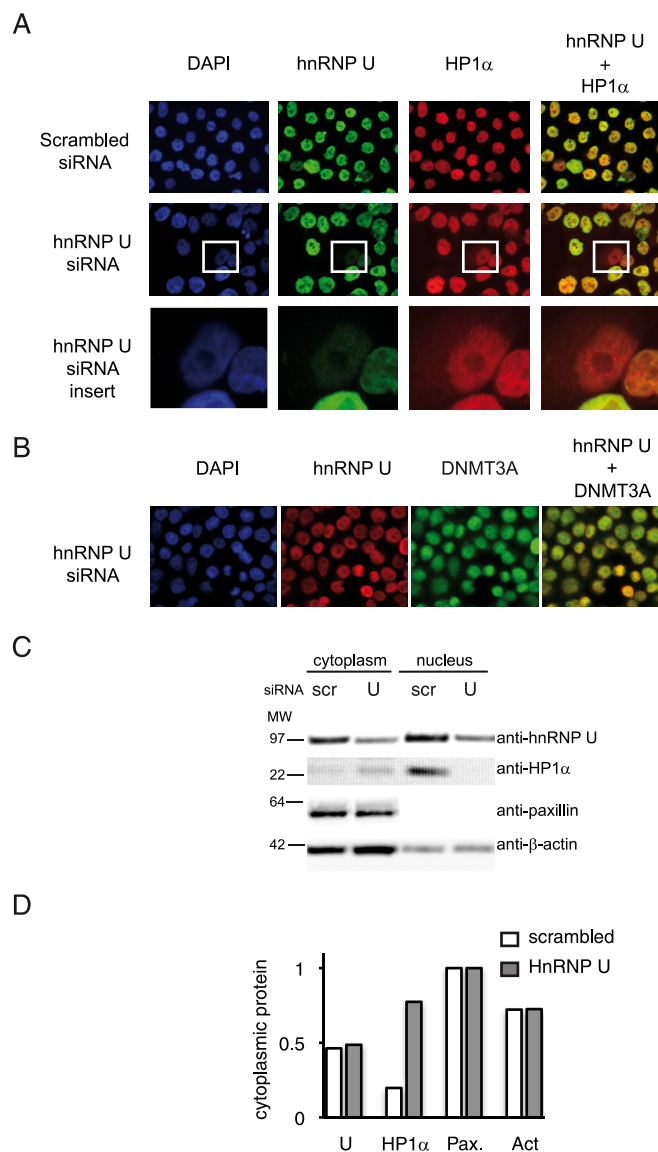 A
DAPI
hnRNP U
HP1α
hnRNP U
+
HP1α
Scrambled
siRNA
hnRNP U
siRNA
hnRNP U
siRNA
insert
B
DAPI
hnRNP U
DNMT3A
hnRNP U
+
DNMT3A
hnRNP U
siRNA
C
cytoplasm nucleus
siRNA scr U scr U
MW
97 anti-hnRNP U
22 anti-HP1α
64
anti-paxillin
42 anti-β-actin
D
scrambled
HnRNP U
cytoplasmic protein
1
0.5
0
U HP1α Pax. Act